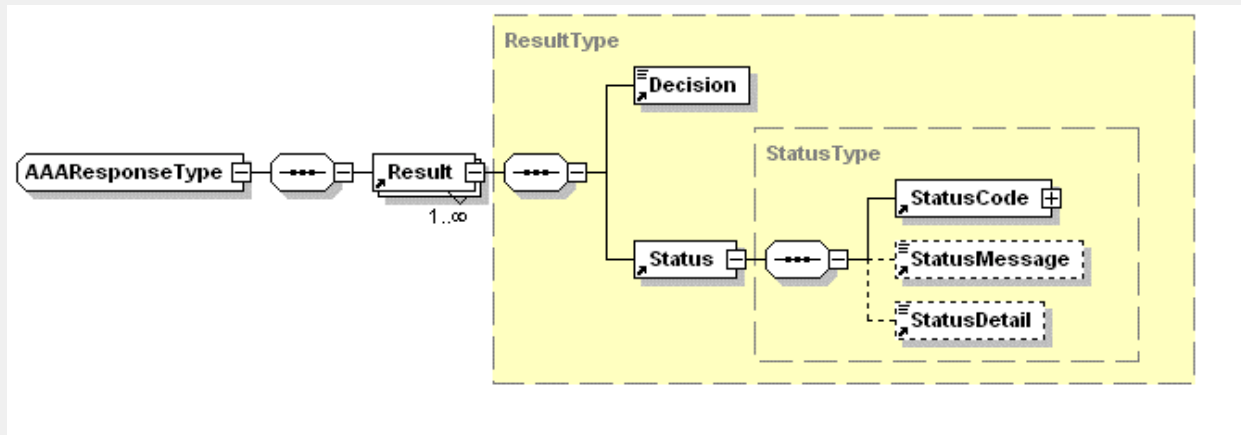 ResultType
Decision
StatusType
AAAResponseType
Result
1..∞
StatusCode
Status
StatusMessage
StatusDetail